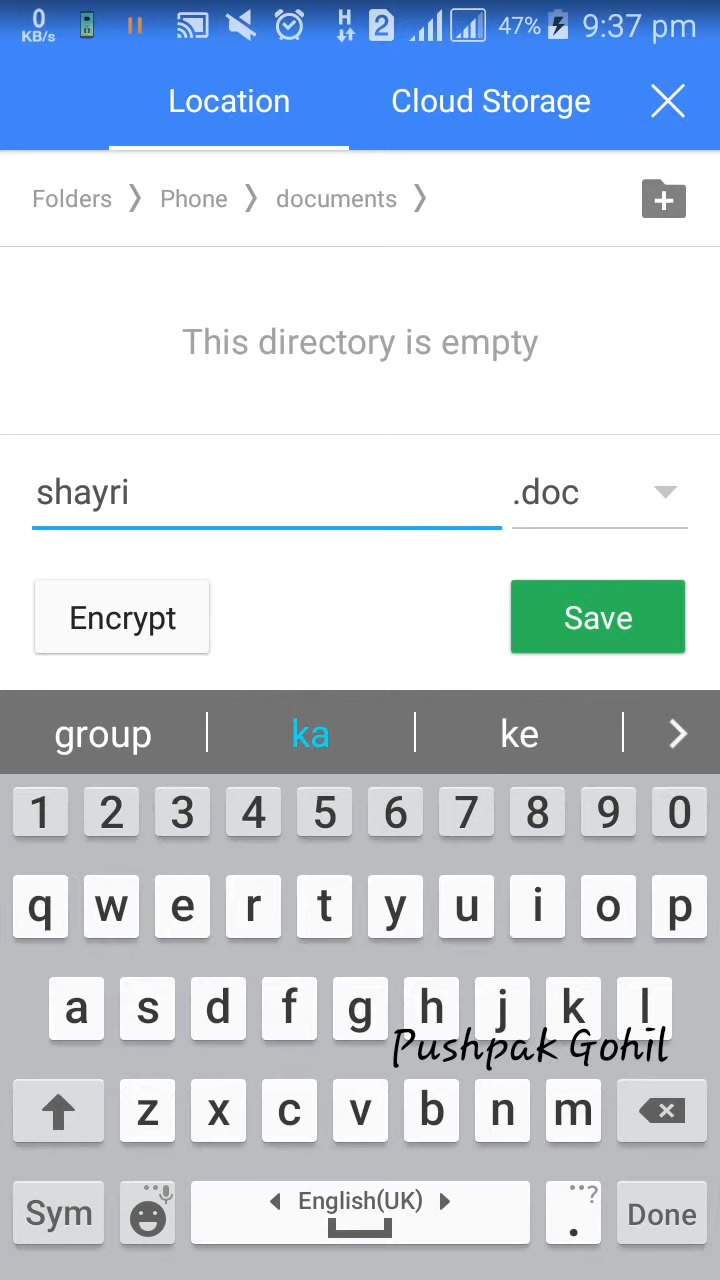 0 KB/s H 2 47% 9:37 pm
Location Cloud Storage
Folders Phone documents
This directory is empty
shayri .doc
Encrypt Save
group ka ke
1 2 3 4 5 6 7 8 9 0
q w e r t y u i o p
a s d f g h j k l
Pushpak Gohil
z x c v b n m
Sym English(UK) . ? Done